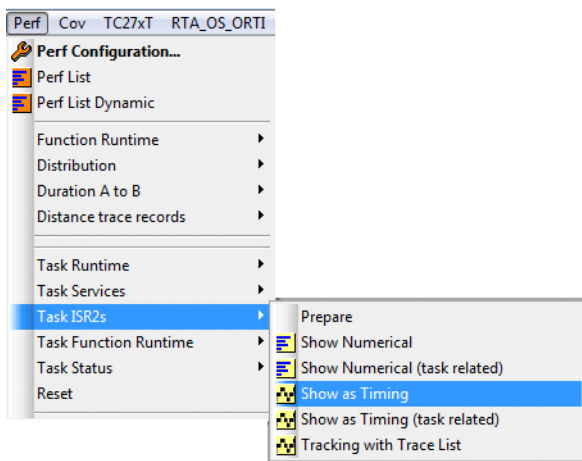 Perf Cov TC27xT RTA_OS_ORTI
Perf Configuration...
Perf List
Perf List Dynamic
Function Runtime
Distribution
Duration A to B
Distance trace records
Task Runtime
Task Services
Task ISR2s
Task Function Runtime
Task Status
Reset
Prepare
Show Numerical
Show Numerical (task related)
Show as Timing
Show as Timing (task related)
Tracking with Trace List